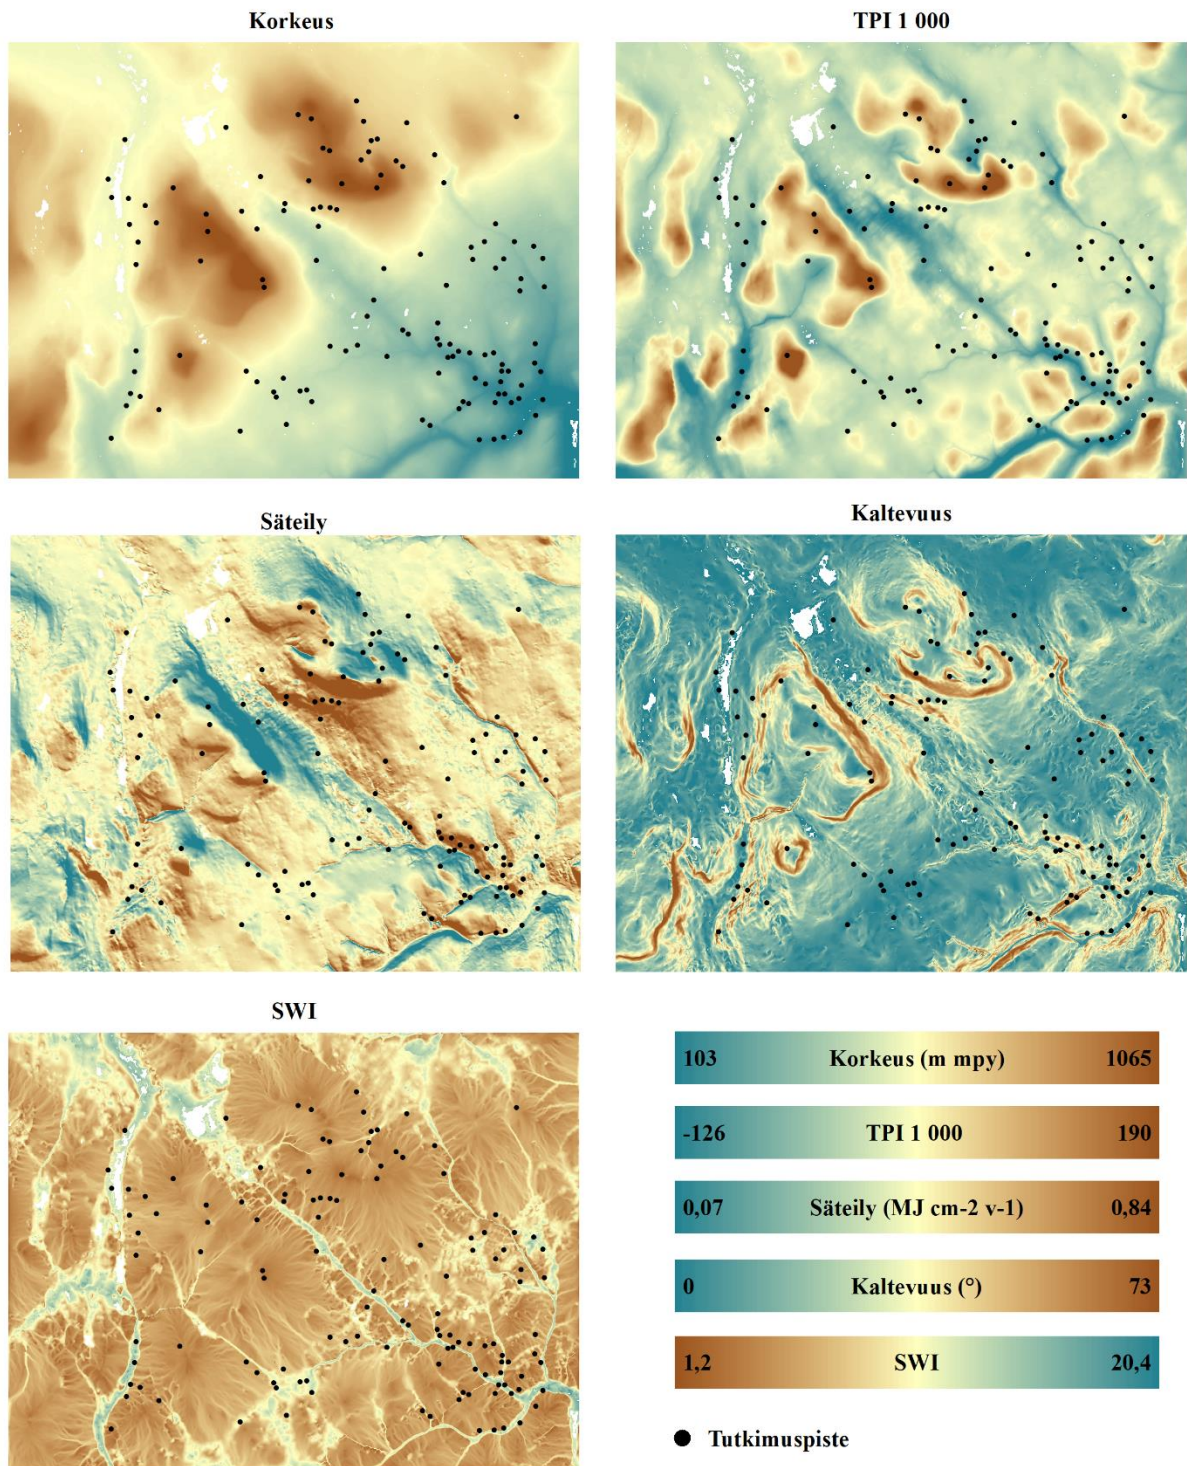 Korkeus
TPI 1 000
Säteily
Kaltevuus
SWI
103 Korkeus (m mpy) 1065
-126 TPI 1 000 190
0,07 Säteily (MJ cm-2 v-1) 0,84
0 Kaltevuus (°) 73
1,2 SWI 20,4
Tutkimuspiste